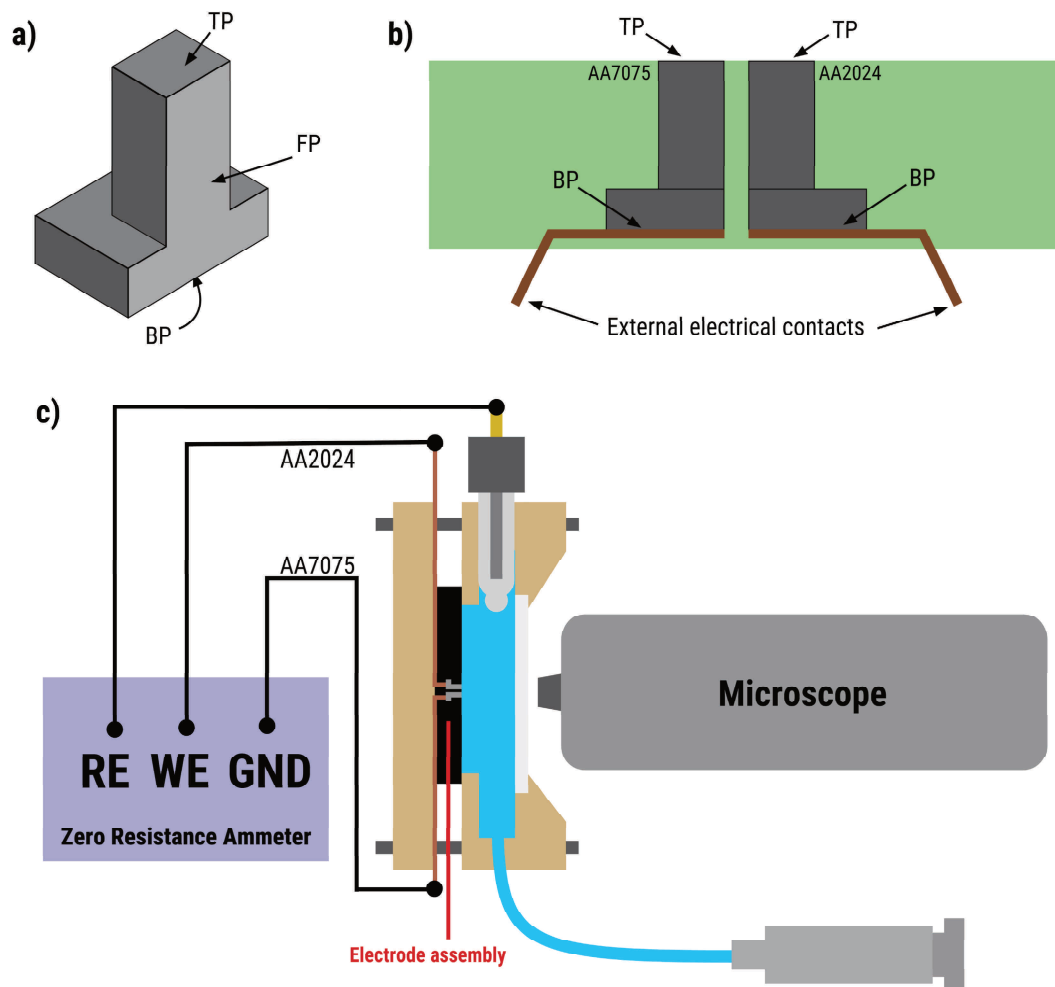 a)
TP
FP
BP
b)
TP
TP
AA7075
AA2024
BP
BP
External electrical contacts
c)
AA2024
AA7075
RE WE GND
Zero Resistance Ammeter
Microscope
Electrode assembly